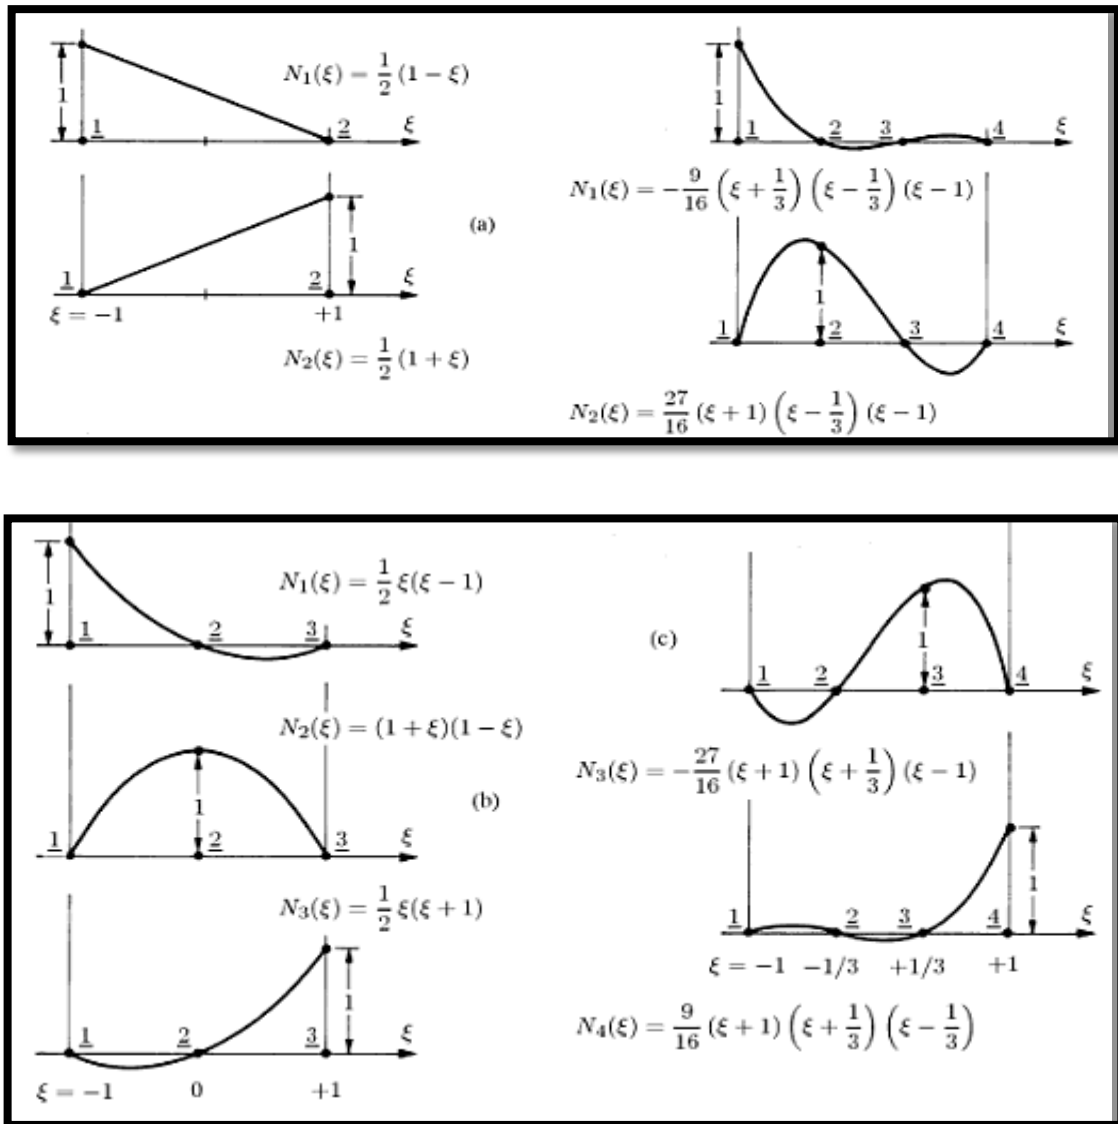 1
1
2
ξ
N₁(ξ) = 1/2 (1 − ξ)
1
2
1
ξ
ξ = −1
+1
N₂(ξ) = 1/2 (1 + ξ)
(a)
1
1
2
3
4
ξ
N₁(ξ) = −9/16 (ξ + 1/3) (ξ − 1/3) (ξ − 1)
1
1
2
3
4
ξ
N₂(ξ) = 27/16 (ξ + 1) (ξ − 1/3) (ξ − 1)
1
1
2
3
ξ
N₁(ξ) = 1/2 ξ(ξ − 1)
N₂(ξ) = (1 + ξ)(1 − ξ)
1
1
2
3
ξ
(b)
N₃(ξ) = 1/2 ξ(ξ + 1)
1
2
3
1
ξ
ξ = −1
0
+1
(c)
1
2
1
3
4
ξ
N₃(ξ) = −27/16 (ξ + 1) (ξ + 1/3) (ξ − 1)
1
2
3
4
1
ξ
ξ = −1
−1/3
+1/3
+1
N₄(ξ) = 9/16 (ξ + 1) (ξ + 1/3) (ξ − 1/3)